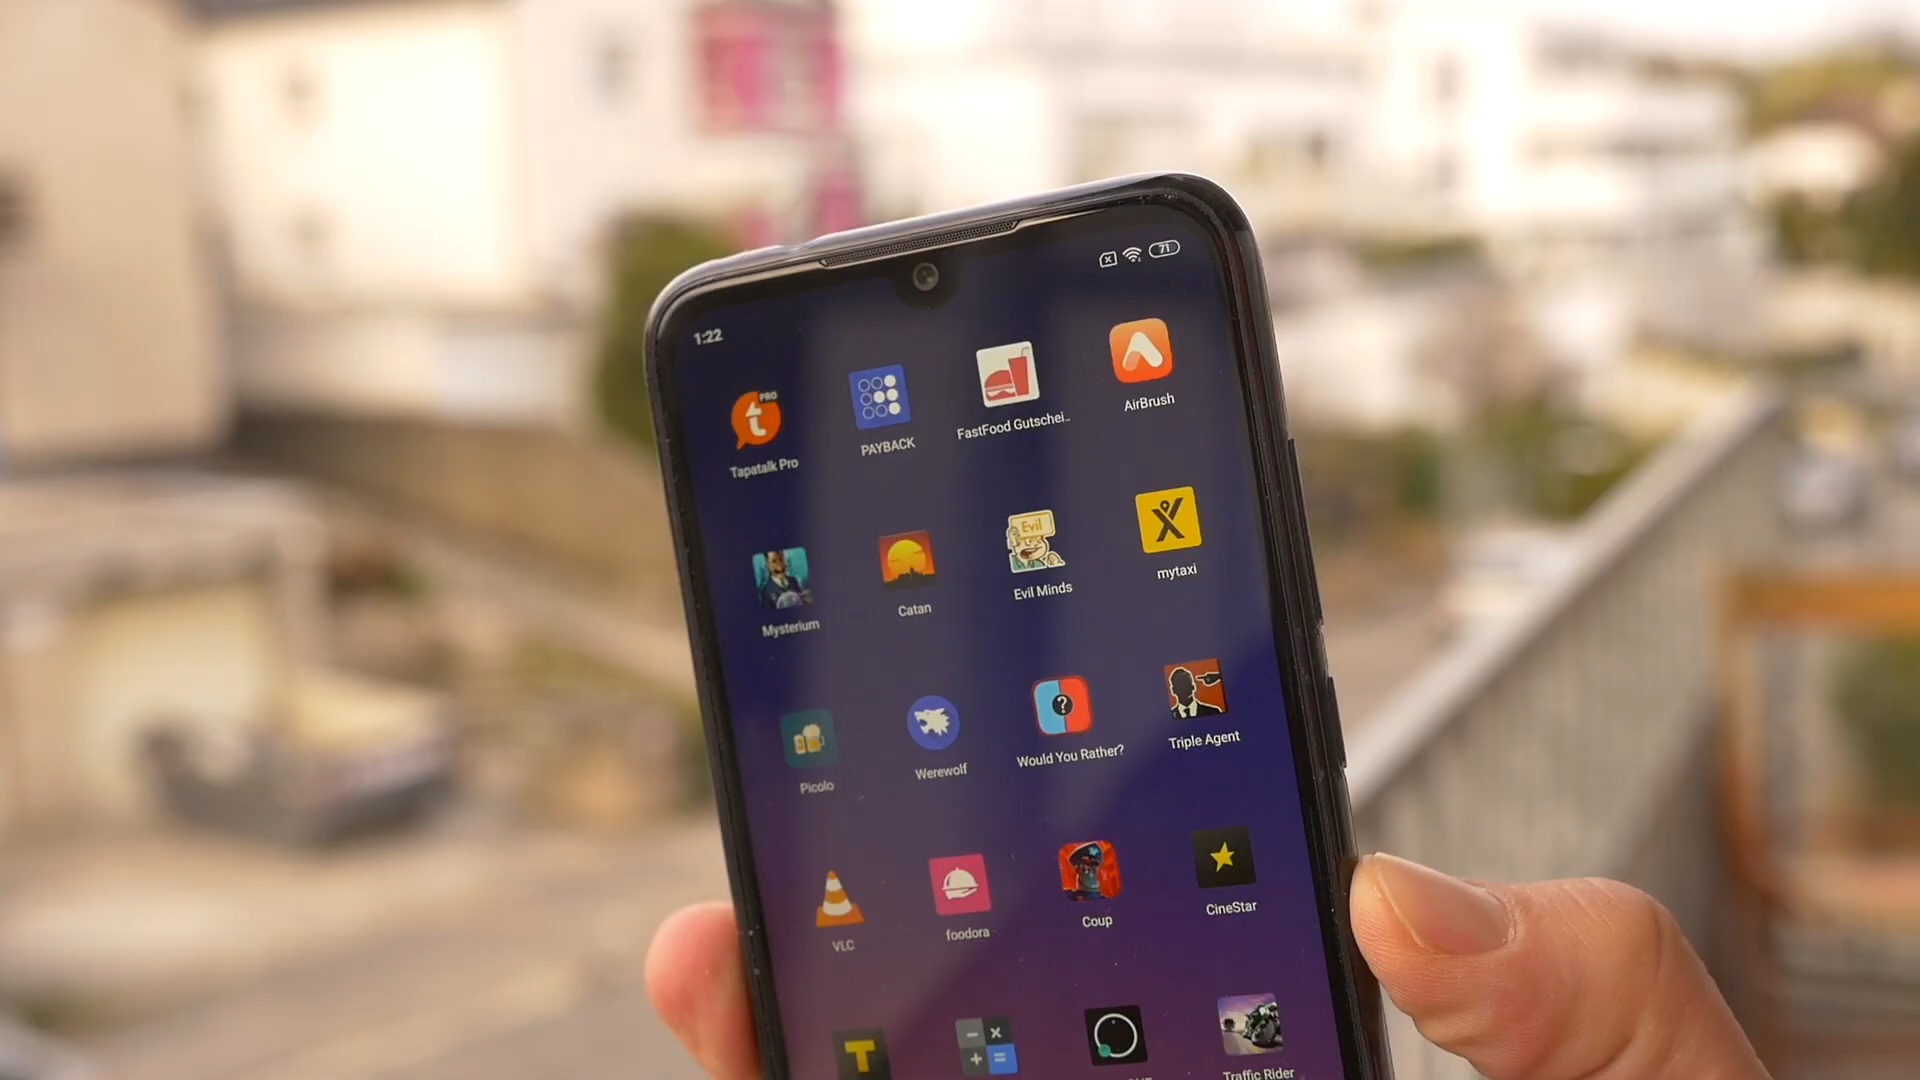 71
1:22
PRO
Tapatalk Pro
PAYBACK
FastFood Gutschei..
AirBrush
Evil
Mysterium
Catan
Evil Minds
mytaxi
Picolo
Werewolf
Would You Rather?
Triple Agent
VLC
foodora
Coup
CineStar
Traffic Rider